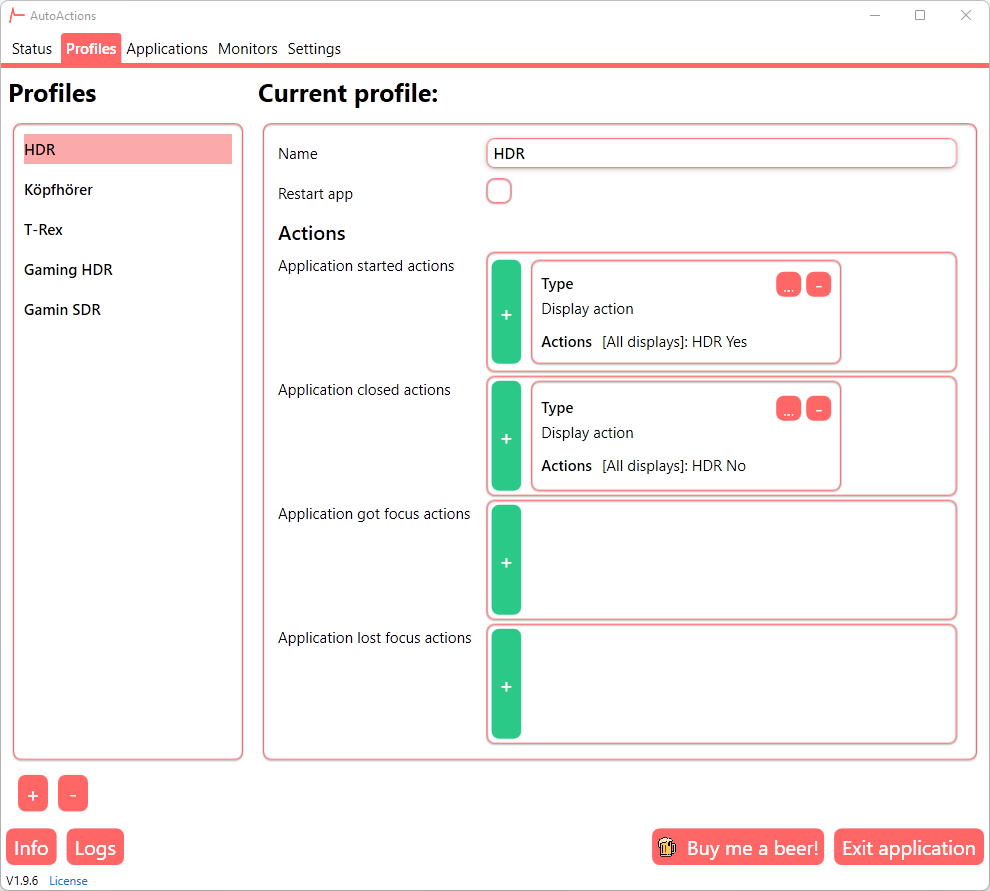 AutoActions
Status Profiles Applications Monitors Settings
Profiles
HDR
Köpfhörer
T-Rex
Gaming HDR
Gamin SDR
+ -
Current profile:
Name HDR
Restart app
Actions
Application started actions
+
Type ... -
Display action
Actions [All displays]: HDR Yes
Application closed actions
+
Type ... -
Display action
Actions [All displays]: HDR No
Application got focus actions
+
Application lost focus actions
+
Info Logs Buy me a beer! Exit application
V1.9.6 License